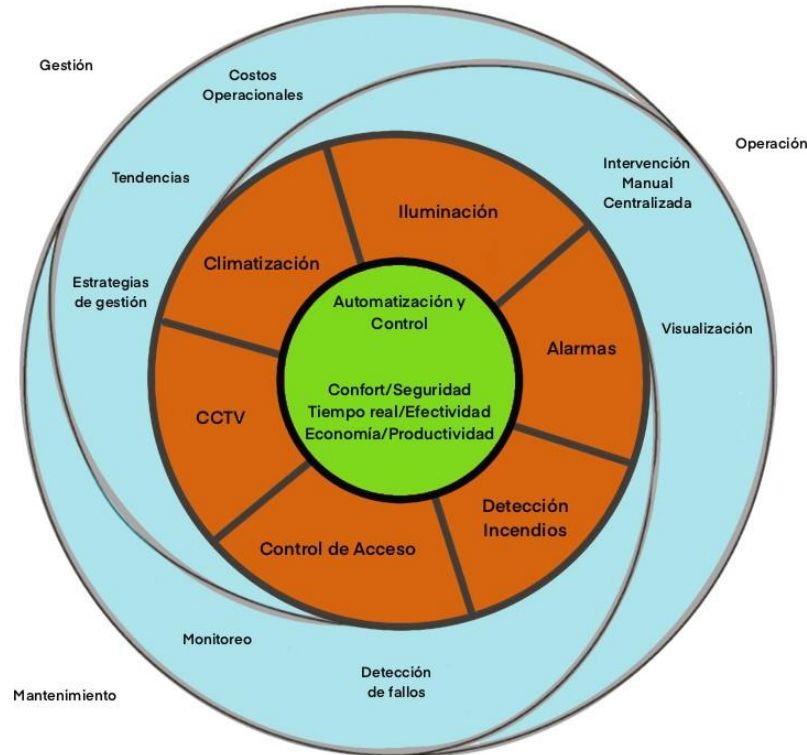 Gestión
Costos
Operacionales
Operación
Intervención
Manual
Centralizada
Tendencias
Iluminación
Climatización
Estrategias
de gestión
Automatización y
Control
Visualización
Alarmas
Confort/Seguridad
Tiempo real/Efectividad
Economía/Productividad
CCTV
Detección
Incendios
Control de Acceso
Monitoreo
Detección
de fallos
Mantenimiento